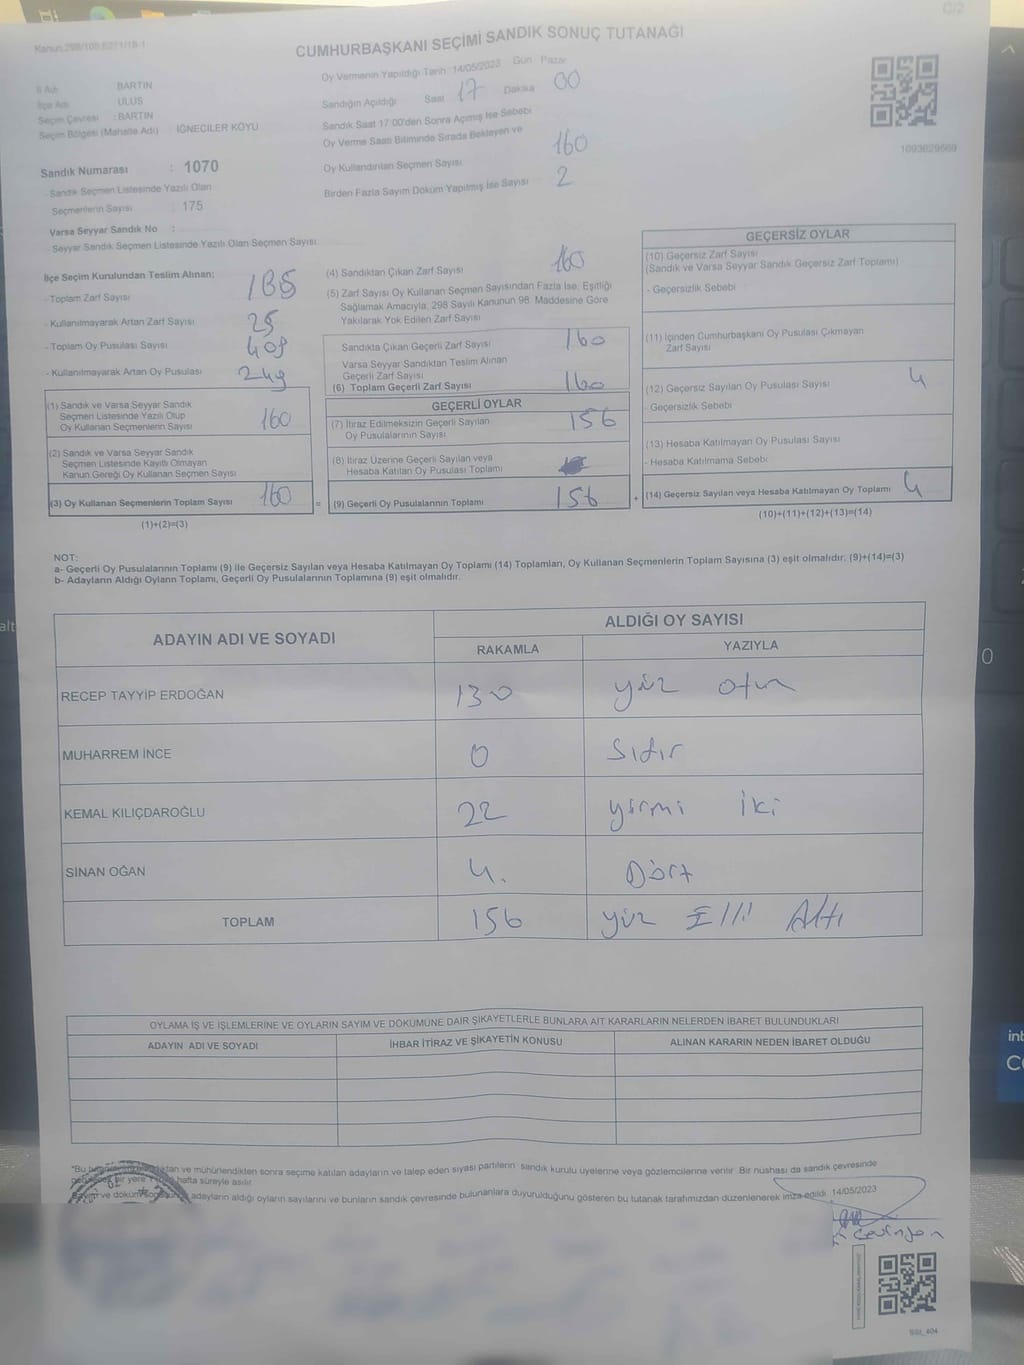 C/2
CUMHURBAŞKANI SEÇİMİ SANDIK SONUÇ TUTANAĞI
İl Adı : BARTIN
İlçe Adı : ULUS
Seçim Çevresi : BARTIN
Seçim Bölgesi (Mahalle Adı) : İĞNECİLER KÖYÜ
Oy Vermenin Yapıldığı Tarih : 14/05/2023 Gün Pazar
Sandığın Açıldığı Saat 17 Dakika 00
Sandık Saat 17:00'den Sonra Açımış İse Sebebi
Oy Verme Saati Bitiminde Sırada Bekleyen ve
Oy Kullandırılan Seçmen Sayısı 160
Birden Fazla Sayım Döküm Yapılmış İse Sayısı 2
1093629569
Sandık Numarası : 1070
- Sandık Seçmen Listesinde Yazılı Olan
Seçmenlerin Sayısı : 175
Varsa Seyyar Sandık No :
- Seyyar Sandık Seçmen Listesinde Yazılı Olan Seçmen Sayısı
İlçe Seçim Kurulundan Teslim Alınan;
- Toplam Zarf Sayısı
- Kullanılmayarak Artan Zarf Sayısı 25
- Toplam Oy Pusulası Sayısı
- Kullanılmayarak Artan Oy Pusulası 249
(1) Sandık ve Varsa Seyyar Sandık
Seçmen Listesinde Yazılı Olup
Oy Kullanan Seçmenlerin Sayısı 160
(2) Sandık ve Varsa Seyyar Sandık
Seçmen Listesinde Kayıtlı Olmayan
Kanun Gereği Oy Kullanan Seçmen Sayısı
(3) Oy Kullanan Seçmenlerin Toplam Sayısı 160 =
(1)+(2)=(3)
(4) Sandıktan Çıkan Zarf Sayısı 160
(5) Zarf Sayısı Oy Kullanan Seçmen Sayısından Fazla İse, Eşitliği
Sağlamak Amacıyla, 298 Sayılı Kanunun 98. Maddesine Göre
Yakılarak Yok Edilen Zarf Sayısı
Sandıkta Çıkan Geçerli Zarf Sayısı 160
Varsa Seyyar Sandıktan Teslim Alınan
Geçerli Zarf Sayısı
(6) Toplam Geçerli Zarf Sayısı 160
GEÇERLİ OYLAR
(7) İtiraz Edilmeksizin Geçerli Sayılan
Oy Pusulalarının Sayısı 156
(8) İtiraz Üzerine Geçerli Sayılan veya
Hesaba Katılan Oy Pusulası Toplamı
(9) Geçerli Oy Pusulalarının Toplamı 156 +
GEÇERSİZ OYLAR
(10) Geçersiz Zarf Sayısı
(Sandık ve Varsa Seyyar Sandık Geçersiz Zarf Toplamı)
- Geçersizlik Sebebi
(11) İçinden Cumhurbaşkanı Oy Pusulası Çıkmayan
Zarf Sayısı
(12) Geçersiz Sayılan Oy Pusulası Sayısı 4
- Geçersizlik Sebebi
(13) Hesaba Katılmayan Oy Pusulası Sayısı
- Hesaba Katılmama Sebebi
(14) Geçersiz Sayılan veya Hesaba Katılmayan Oy Toplamı 4
(10)+(11)+(12)+(13)=(14)
NOT:
a- Geçerli Oy Pusulalarının Toplamı (9) ile Geçersiz Sayılan veya Hesaba Katılmayan Oy Toplamı (14) Toplamları, Oy Kullanan Seçmenlerin Toplam Sayısına (3) eşit olmalıdır. (9)+(14)=(3)
b- Adayların Aldığı Oyların Toplamı, Geçerli Oy Pusulalarının Toplamına (9) eşit olmalıdır.
ADAYIN ADI VE SOYADI
ALDIĞI OY SAYISI
RAKAMLA YAZIYLA
RECEP TAYYİP ERDOĞAN 130 yüz otuz
MUHARREM İNCE 0 Sıfır
KEMAL KILIÇDAROĞLU 22 yirmi iki
SİNAN OĞAN 4. Dört
TOPLAM 156 yüz Elli Altı
OYLAMA İŞ VE İŞLEMLERİNE VE OYLARIN SAYIM VE DÖKÜMÜNE DAİR ŞİKAYETLERLE BUNLARA AİT KARARLARIN NELERDEN İBARET BULUNDUKLARI
ADAYIN ADI VE SOYADI İHBAR İTİRAZ VE ŞİKAYETİN KONUSU ALINAN KARARIN NEDEN İBARET OLDUĞU
"Bu ve mühürlendikten sonra seçime katılan adayların ve talep eden siyasi partilerin sandık kurulu üyelerine veya gözlemcilerine verilir. Bir nüshası da sandık çevresinde
bir yere hafta süreyle asılır.
ve döküm adayların aldığı oyların sayılarını ve bunların sandık çevresinde bulunanlara duyurulduğunu gösteren bu tutanak tarafımızdan düzenlenerek imza edildi. 14/05/2023
alt